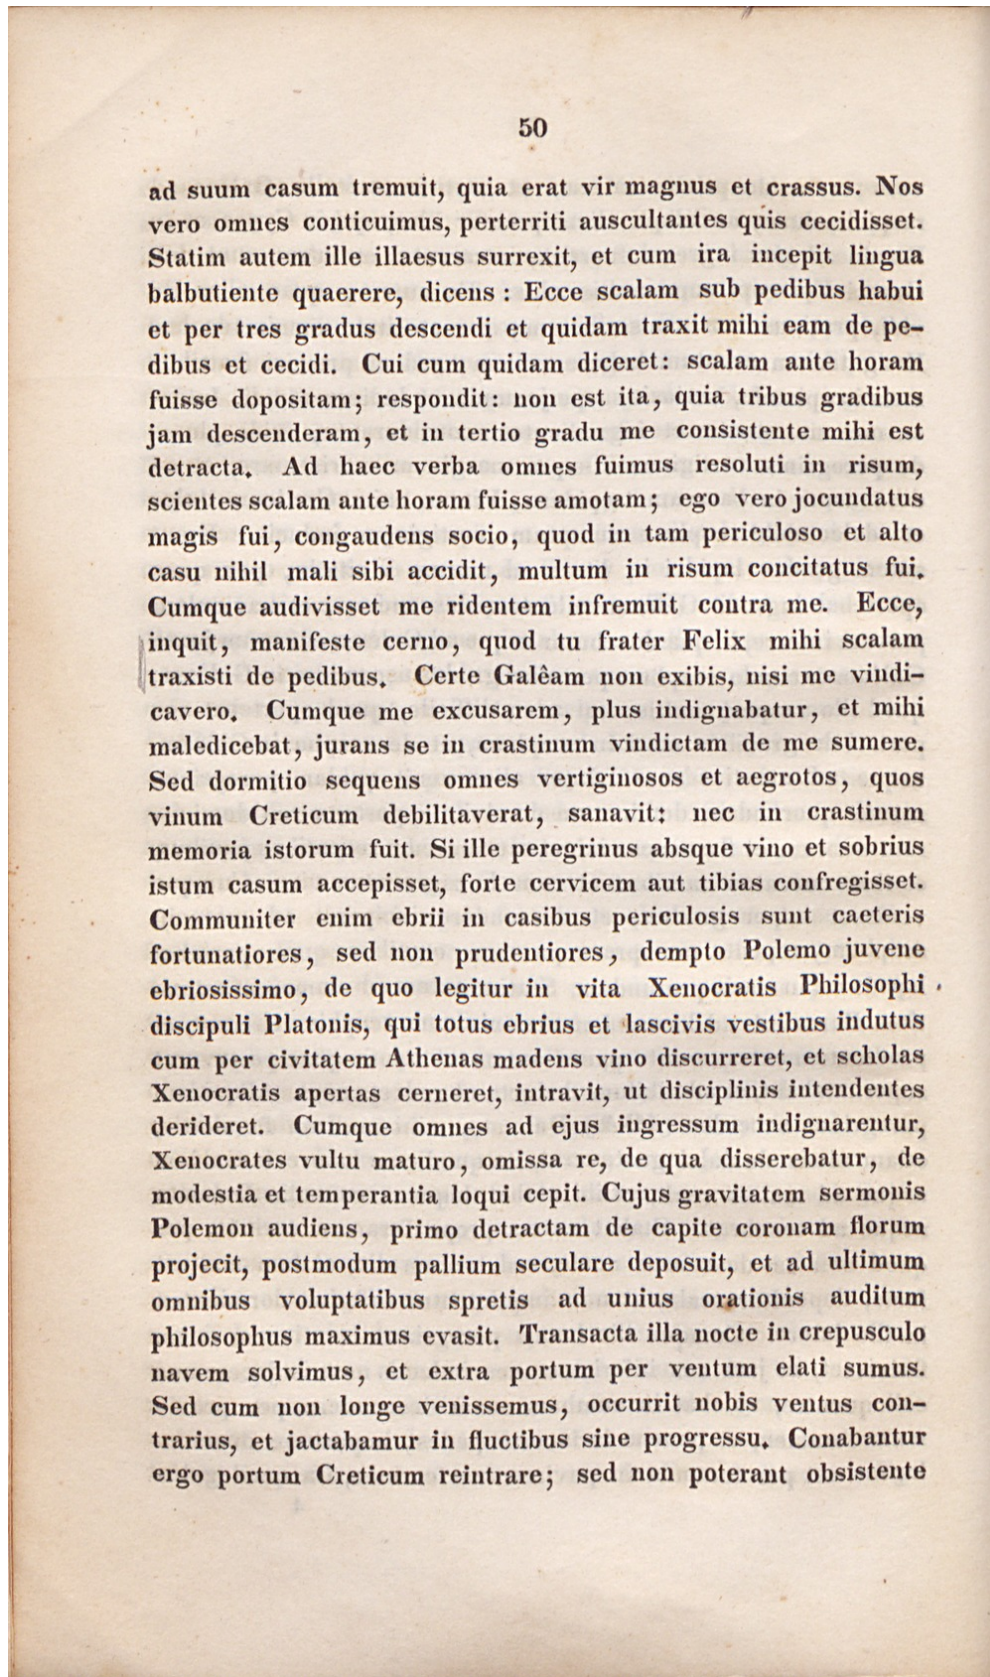 50
ad suum casum tremuit, quia erat vir magnus et crassus. Nos
vero omnes conticuimus, perterriti auscultantes quis cecidisset.
Statim autem ille illaesus surrexit, et cum ira incepit lingua
balbutiente quaerere, dicens : Ecce scalam sub pedibus habui
et per tres gradus descendi et quidam traxit mihi eam de pe-
dibus et cecidi. Cui cum quidam diceret: scalam ante horam
fuisse dopositam; respondit: non est ita, quia tribus gradibus
jam descenderam, et in tertio gradu me consistente mihi est
detracta. Ad haec verba omnes fuimus resoluti in risum,
scientes scalam ante horam fuisse amotam; ego vero jocundatus
magis fui, congaudens socio, quod in tam periculoso et alto
casu nihil mali sibi accidit, multum in risum concitatus fui.
Cumque audivisset me ridentem infremuit contra me. Ecce,
inquit, manifeste cerno, quod tu frater Felix mihi scalam
traxisti de pedibus. Certe Galêam non exibis, nisi me vindi-
cavero. Cumque me excusarem, plus indignabatur, et mihi
maledicebat, jurans se in crastinum vindictam de me sumere.
Sed dormitio sequens omnes vertiginosos et aegrotos, quos
vinum Creticum debilitaverat, sanavit: nec in crastinum
memoria istorum fuit. Si ille peregrinus absque vino et sobrius
istum casum accepisset, forte cervicem aut tibias confregisset.
Communiter enim ebrii in casibus periculosis sunt caeteris
fortunatiores, sed non prudentiores, dempto Polemo juvene
ebriosissimo, de quo legitur in vita Xenocratis Philosophi
discipuli Platonis, qui totus ebrius et lascivis vestibus indutus
cum per civitatem Athenas madens vino discurreret, et scholas
Xenocratis apertas cerneret, intravit, ut disciplinis intendentes
derideret. Cumque omnes ad ejus ingressum indignarentur,
Xenocrates vultu maturo, omissa re, de qua disserebatur, de
modestia et temperantia loqui cepit. Cujus gravitatem sermonis
Polemon audiens, primo detractam de capite coronam florum
projecit, postmodum pallium seculare deposuit, et ad ultimum
omnibus voluptatibus spretis ad unius orationis auditum
philosophus maximus evasit. Transacta illa nocte in crepusculo
navem solvimus, et extra portum per ventum elati sumus.
Sed cum non longe venissemus, occurrit nobis ventus con-
trarius, et jactabamur in fluctibus sine progressu. Conabantur
ergo portum Creticum reintrare; sed non poterant obsistente